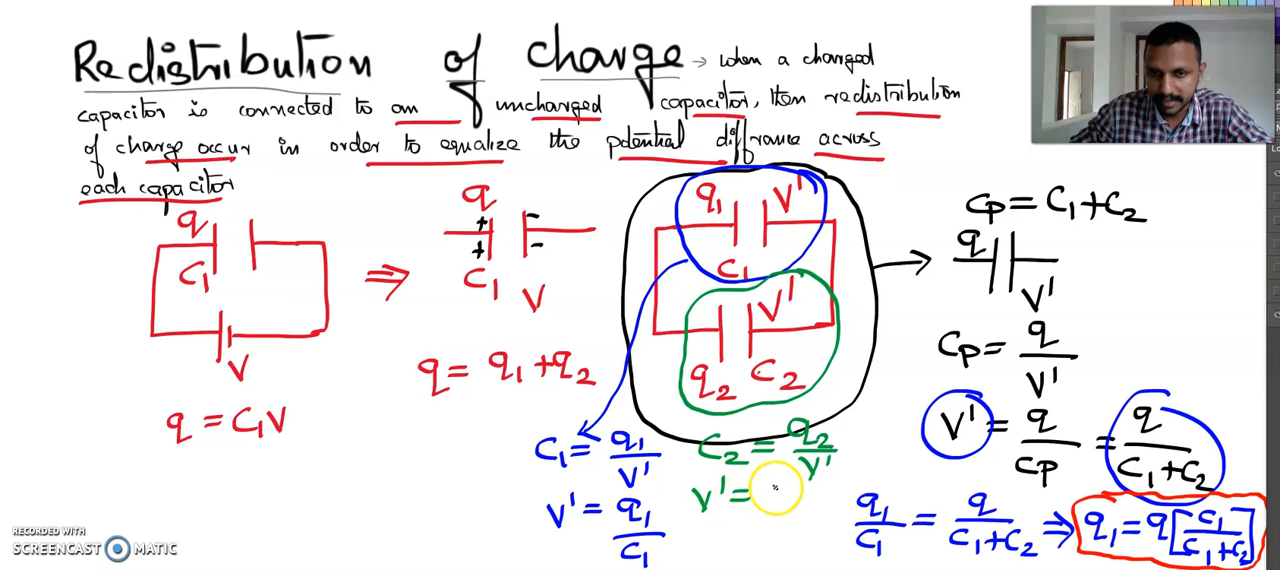 Redistribution of charge → when a charged
capacitor is connected to an uncharged capacitor, then redistribution
of charge occur in order to equalize the potential diffrance across
each capacitor
q
C₁
V
q = C₁V
⇒
q
+ -
+ -
C₁ V
q = q₁ + q₂
q₁ V'
C₁
V'
q₂ C₂
C₁ = q₁/V'
V' = q₁/C₁
C₂ = q₂/V'
V' =
Cp = C₁ + C₂
q
V'
Cp = q/V'
V' = q/Cp = q/(C₁+C₂)
q₁/C₁ = q/(C₁+C₂) ⇒ q₁ = q[C₁/(C₁+C₂)]
RECORDED WITH
SCREENCAST MATIC